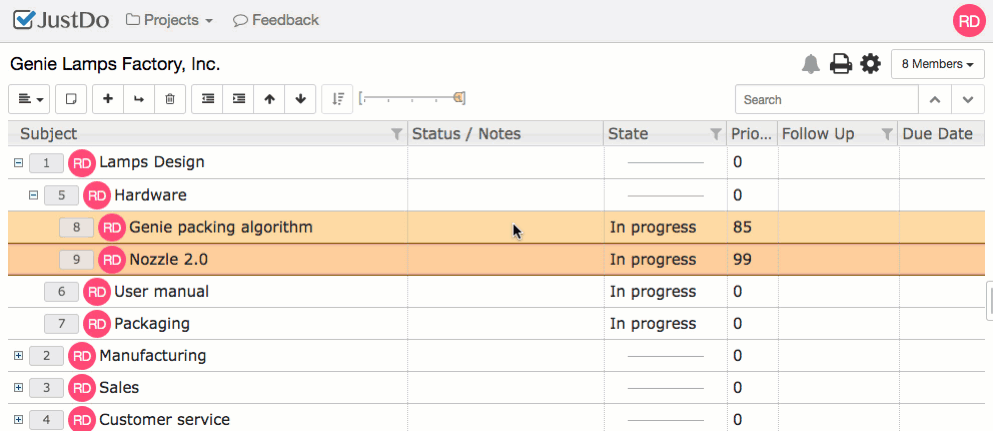 JustDo Projects Feedback RD
Genie Lamps Factory, Inc. 8 Members
Search
Subject Status / Notes State Prio... Follow Up Due Date
1 RD Lamps Design 0
5 RD Hardware 0
8 RD Genie packing algorithm In progress 85
9 RD Nozzle 2.0 In progress 99
6 RD User manual In progress 0
7 RD Packaging In progress 0
2 RD Manufacturing 0
3 RD Sales 0
4 RD Customer service 0